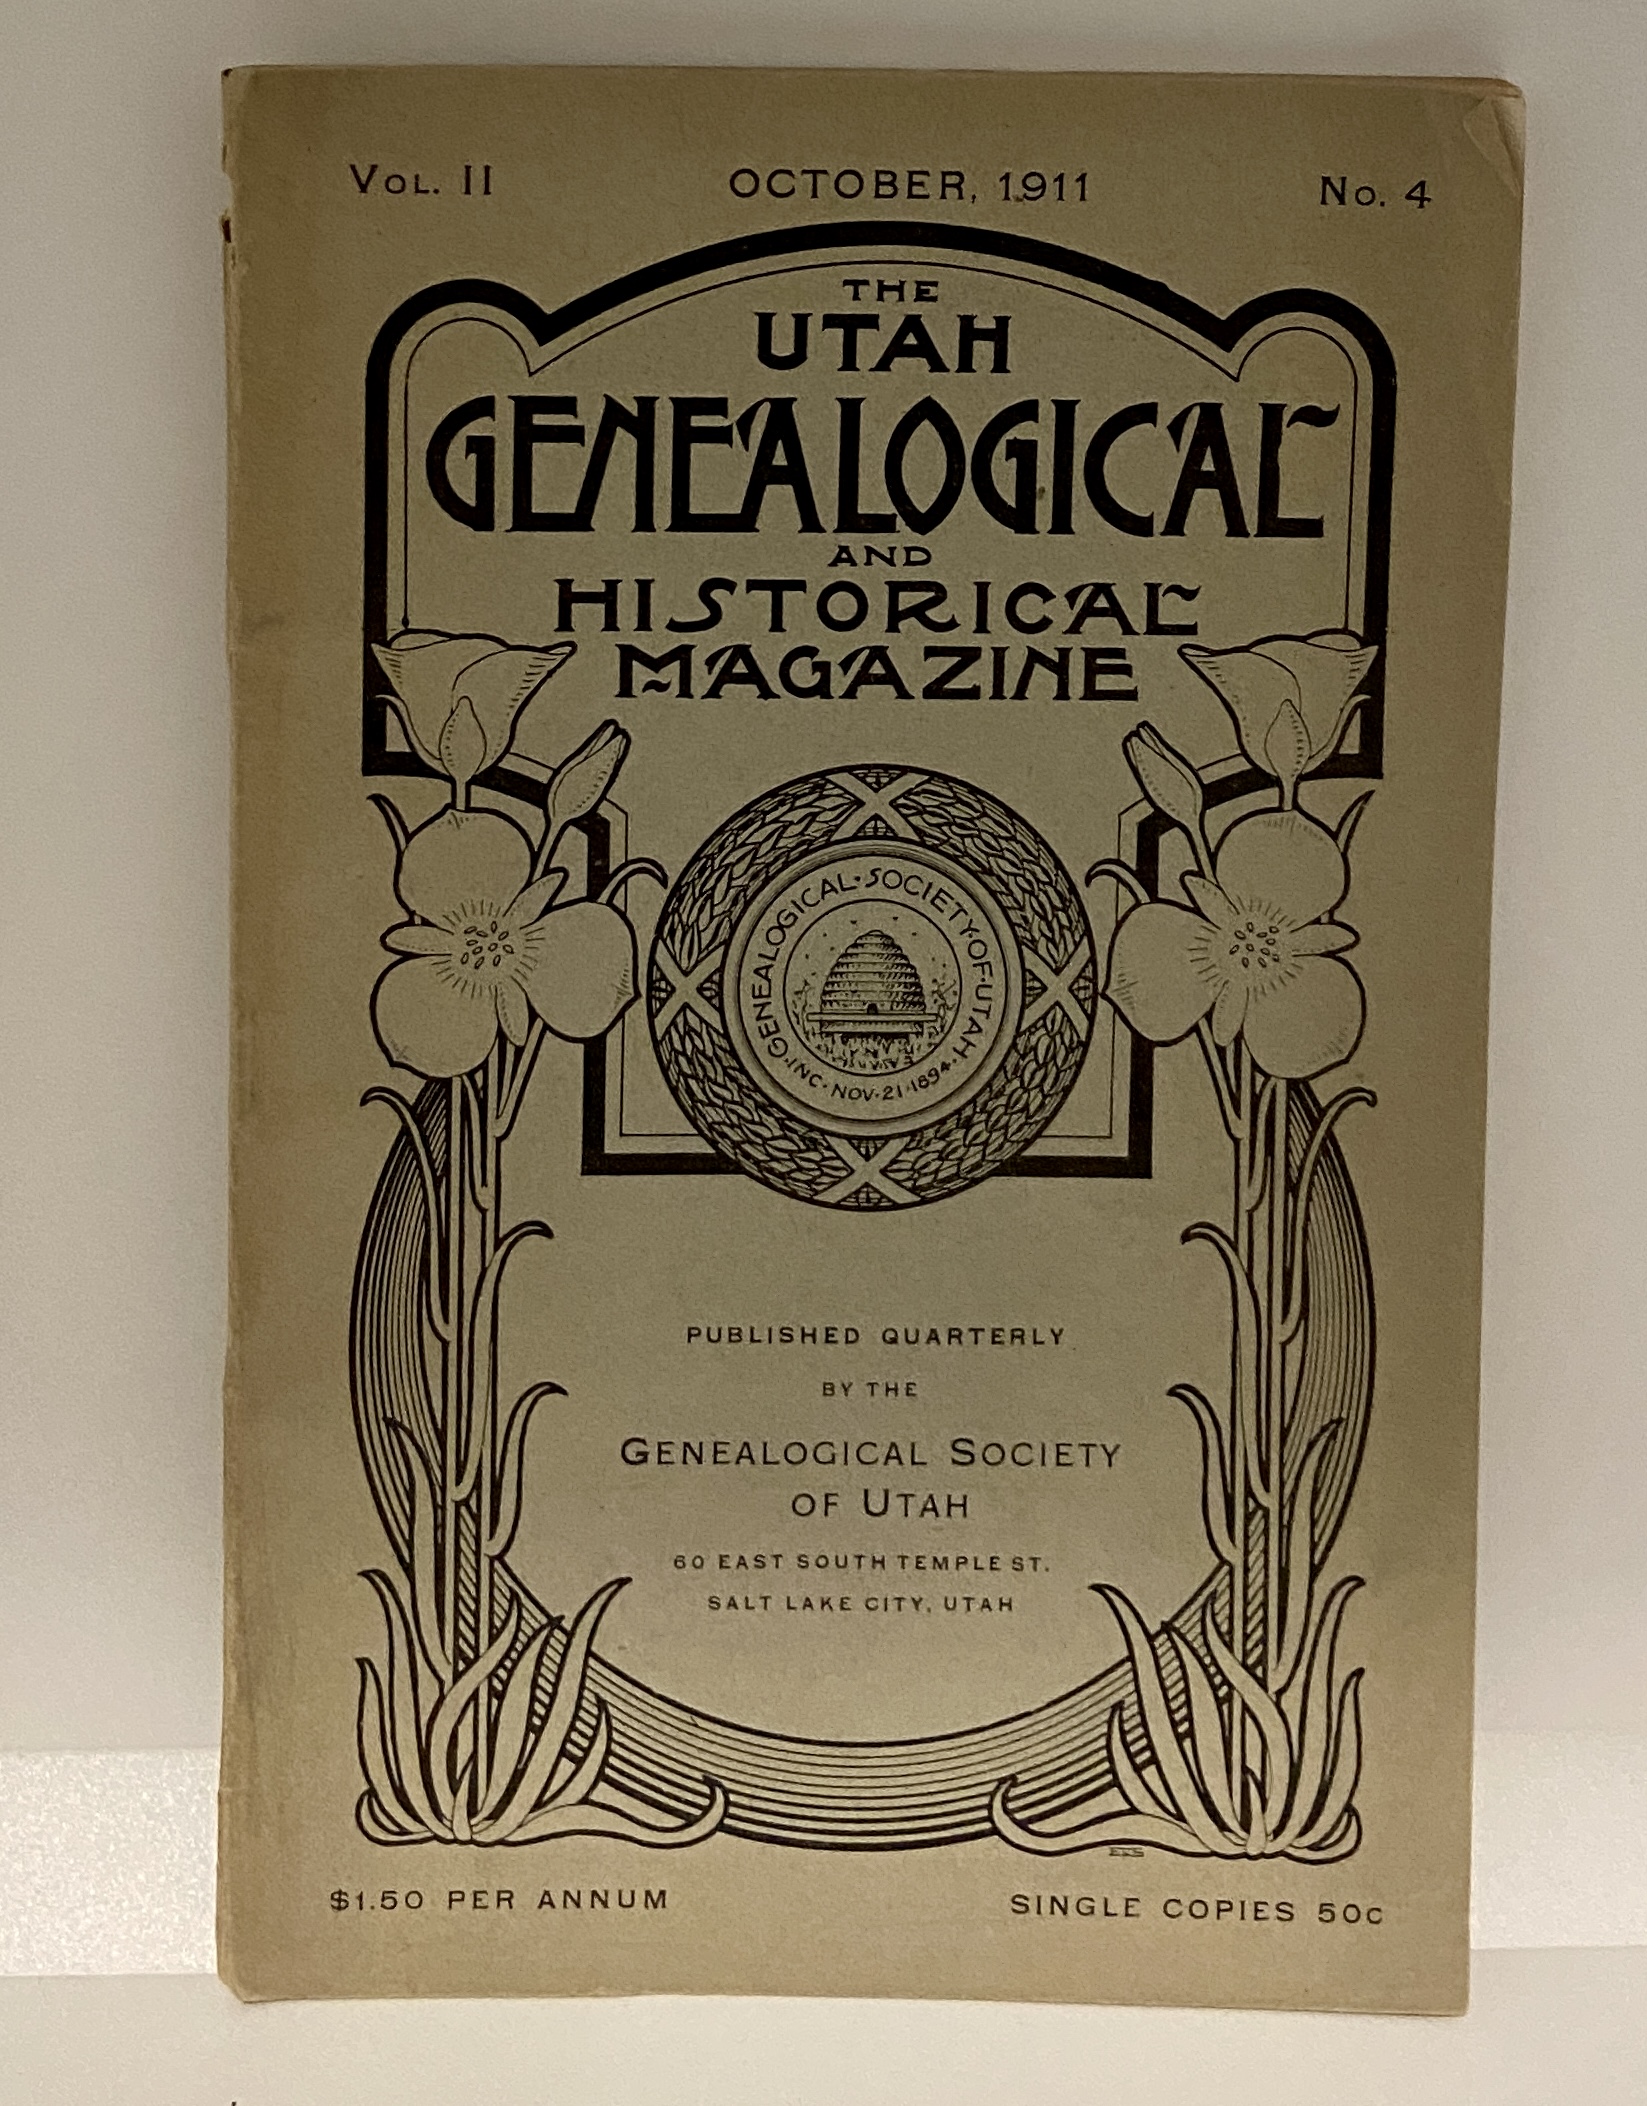 VOL. II OCTOBER, 1911 NO. 4
THE
UTAH
GENEALOGICAL
AND
HISTORICAL
MAGAZINE
GENEALOGICAL·SOCIETY·OF·UTAH·
·INC·NOV·21·1894·
PUBLISHED QUARTERLY
BY THE
GENEALOGICAL SOCIETY
OF UTAH
60 EAST SOUTH TEMPLE ST.
SALT LAKE CITY, UTAH
$1.50 PER ANNUM SINGLE COPIES 50C